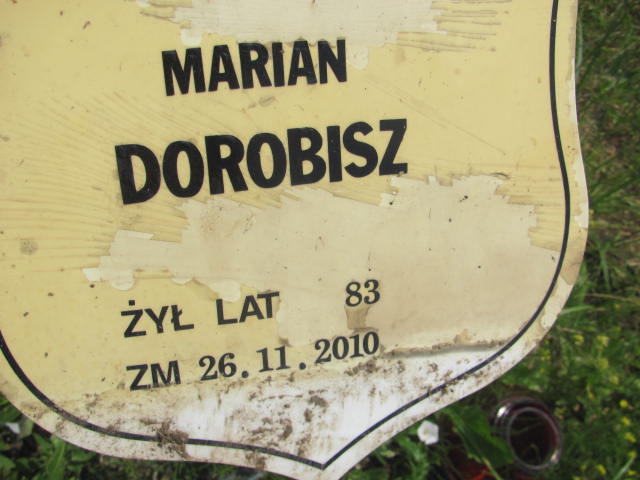 MARIAN
DOROBISZ
ŻYŁ LAT 83
ZM 26.11.2010